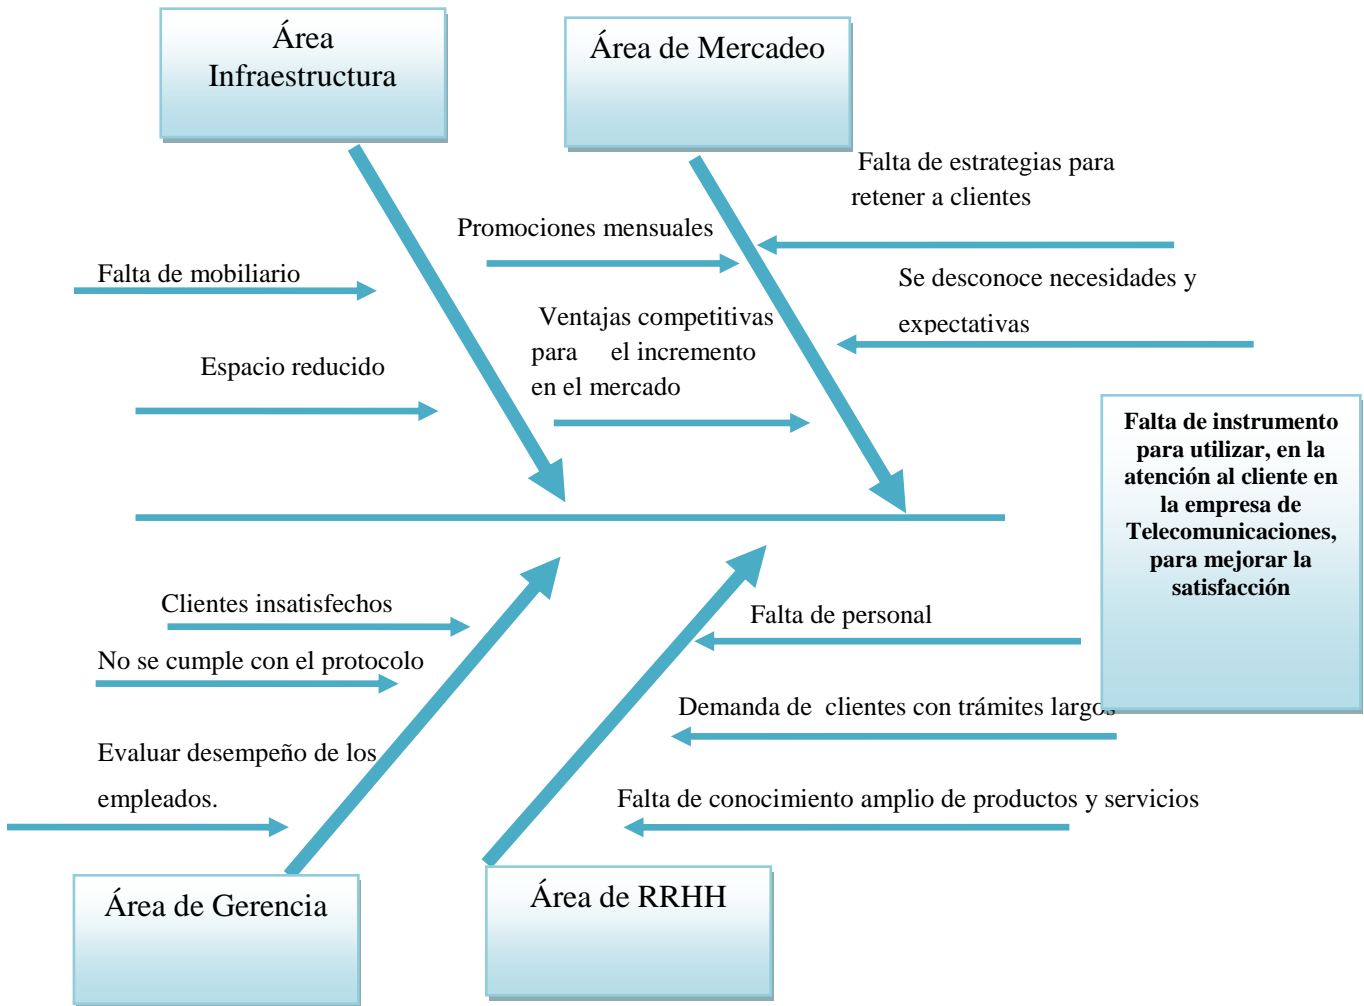 Área
Infraestructura
Área de Mercadeo
Falta de estrategias para
retener a clientes
Promociones mensuales
Falta de mobiliario
Se desconoce necesidades y
expectativas
Ventajas competitivas
para el incremento
en el mercado
Espacio reducido
Falta de instrumento
para utilizar, en la
atención al cliente en
la empresa de
Telecomunicaciones,
para mejorar la
satisfacción
Clientes insatisfechos
No se cumple con el protocolo
Evaluar desempeño de los
empleados.
Falta de personal
Demanda de clientes con trámites largos
Falta de conocimiento amplio de productos y servicios
Área de Gerencia
Área de RRHH